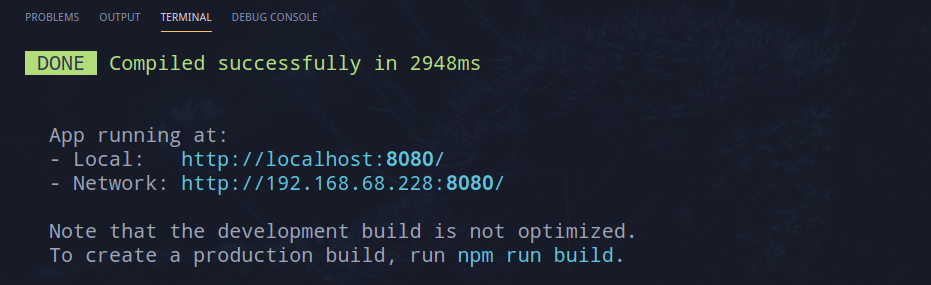 PROBLEMS OUTPUT TERMINAL DEBUG CONSOLE
DONE Compiled successfully in 2948ms
App running at:
- Local: http://localhost:8080/
- Network: http://192.168.68.228:8080/
Note that the development build is not optimized.
To create a production build, run npm run build.